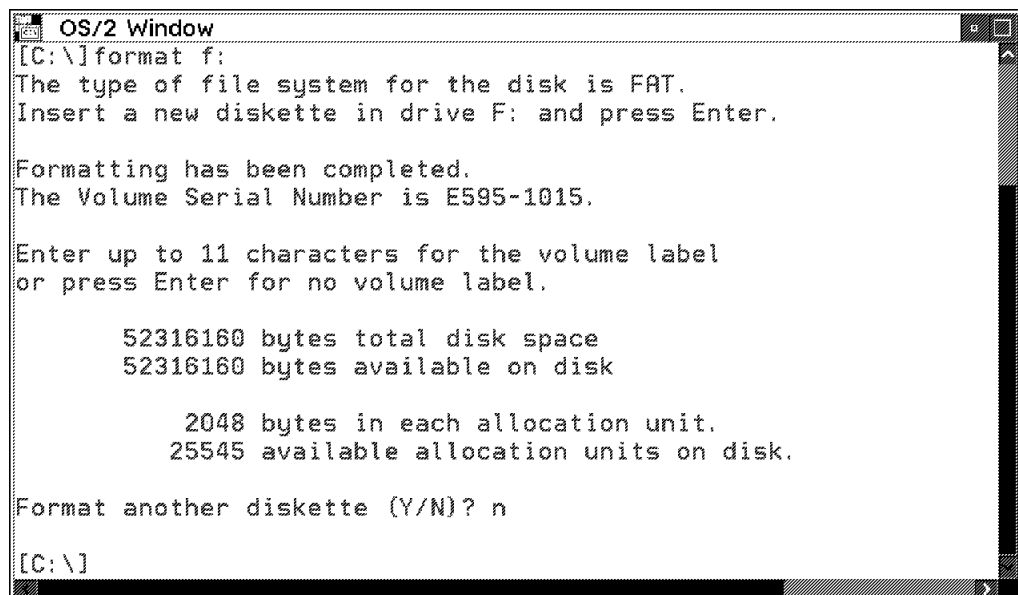 OS/2 Window
[C:\]format f:
The type of file system for the disk is FAT.
Insert a new diskette in drive F: and press Enter.
Formatting has been completed.
The Volume Serial Number is E595-1015.
Enter up to 11 characters for the volume label
or press Enter for no volume label.
52316160 bytes total disk space
52316160 bytes available on disk
2048 bytes in each allocation unit.
25545 available allocation units on disk.
Format another diskette (Y/N)? n
[C:\]